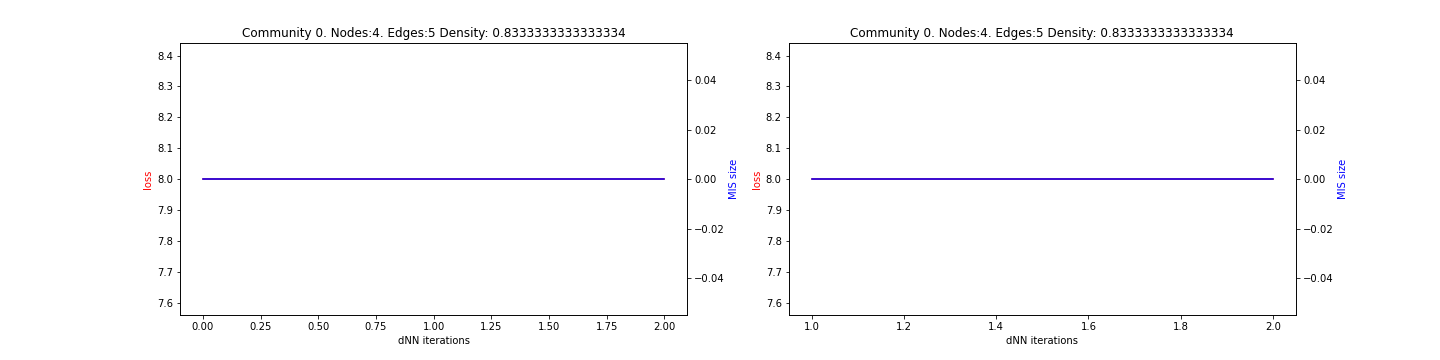 Community 0. Nodes:4. Edges:5 Density: 0.8333333333333334
8.4
8.3
8.2
8.1
8.0
7.9
7.8
7.7
7.6
loss
0.04
0.02
0.00
−0.02
−0.04
MIS size
0.00 0.25 0.50 0.75 1.00 1.25 1.50 1.75 2.00
dNN iterations
Community 0. Nodes:4. Edges:5 Density: 0.8333333333333334
8.4
8.3
8.2
8.1
8.0
7.9
7.8
7.7
7.6
loss
0.04
0.02
0.00
−0.02
−0.04
MIS size
1.0 1.2 1.4 1.6 1.8 2.0
dNN iterations